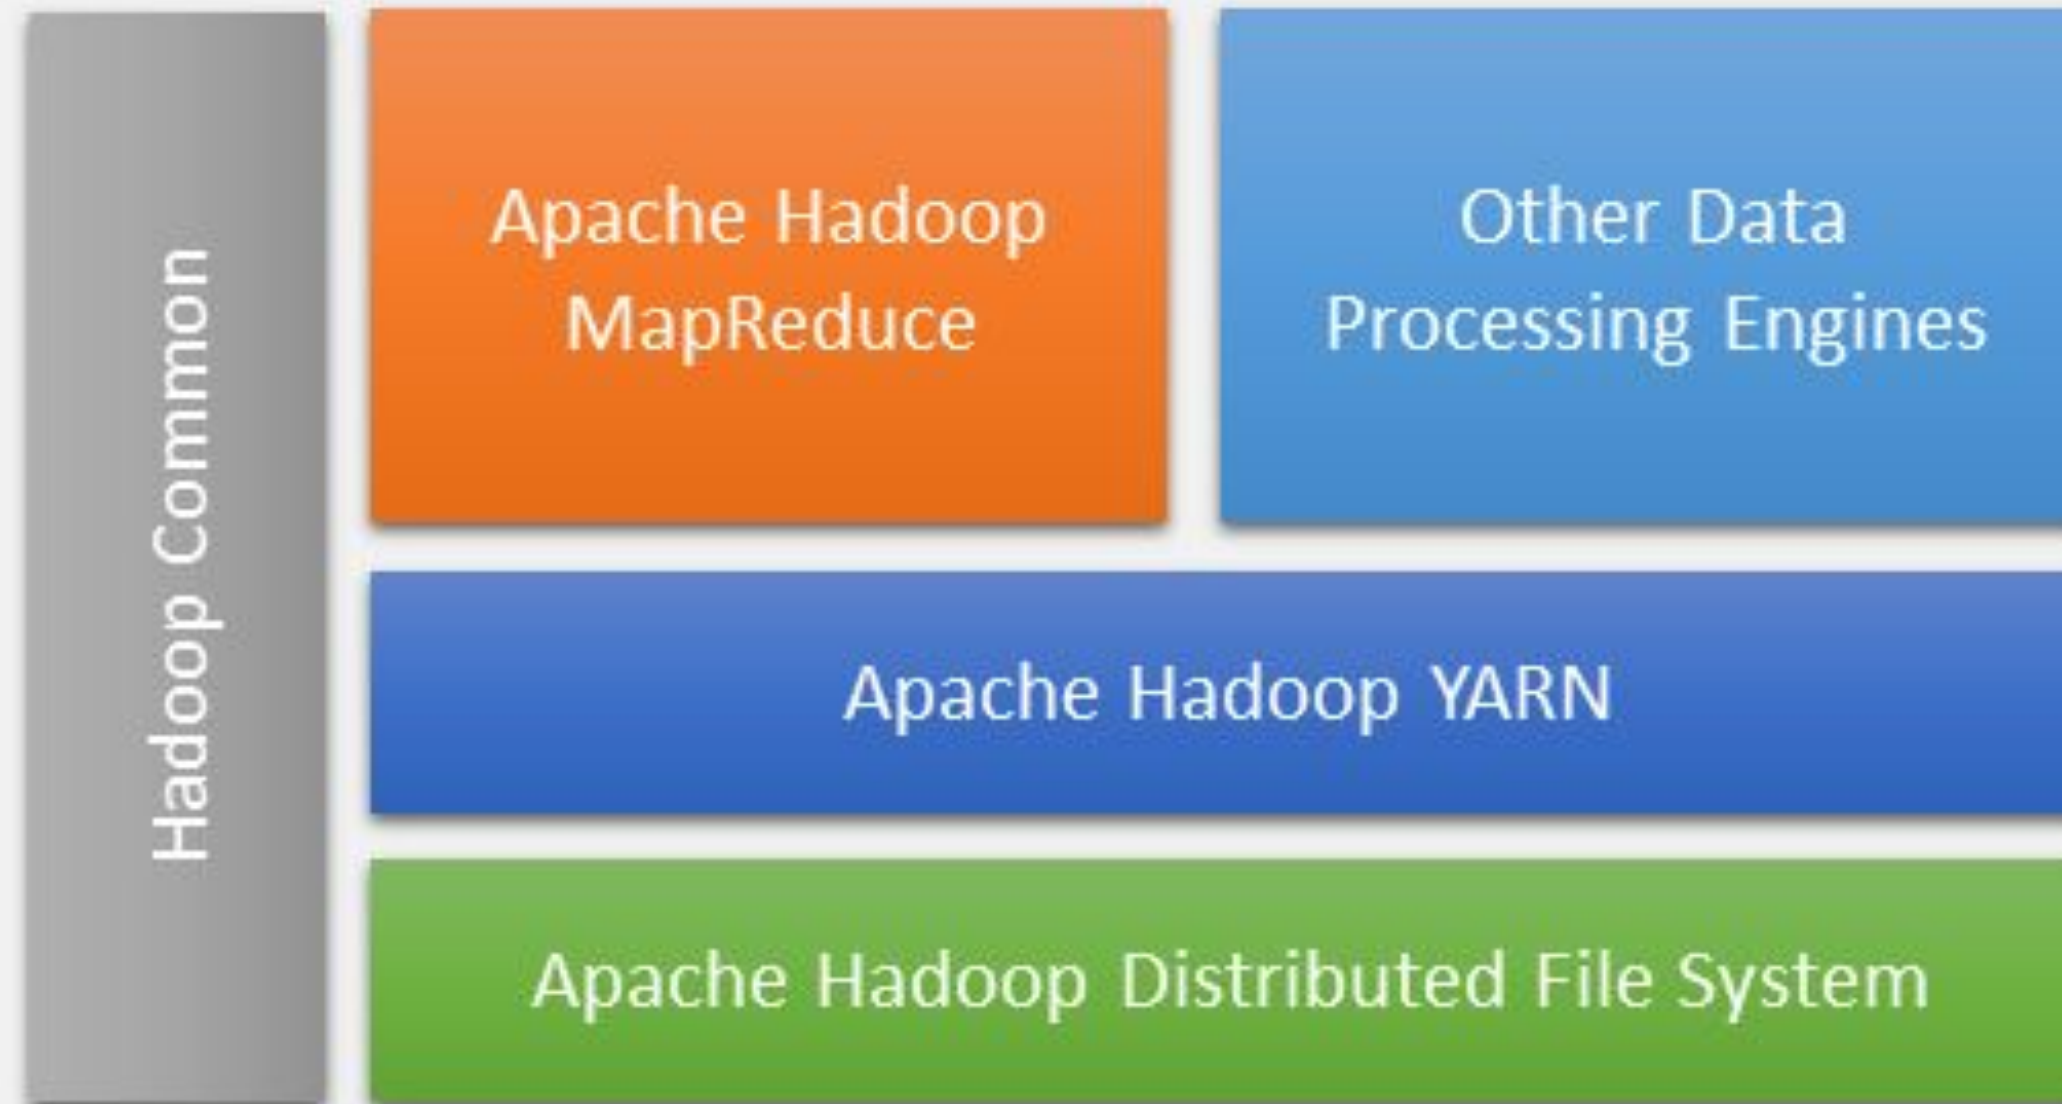 Hadoop Common
Apache Hadoop
MapReduce
Other Data
Processing Engines
Apache Hadoop YARN
Apache Hadoop Distributed File System